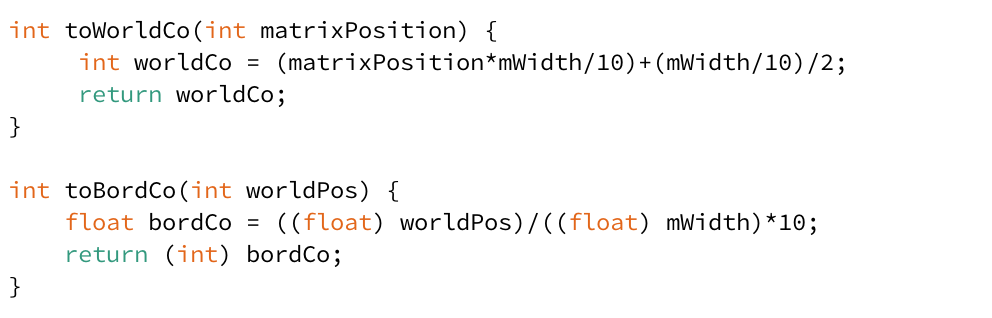 int toWorldCo(int matrixPosition) {
     int worldCo = (matrixPosition*mWidth/10)+(mWidth/10)/2;
     return worldCo;
}

int toBordCo(int worldPos) {
    float bordCo = ((float) worldPos)/((float) mWidth)*10;
    return (int) bordCo;
}